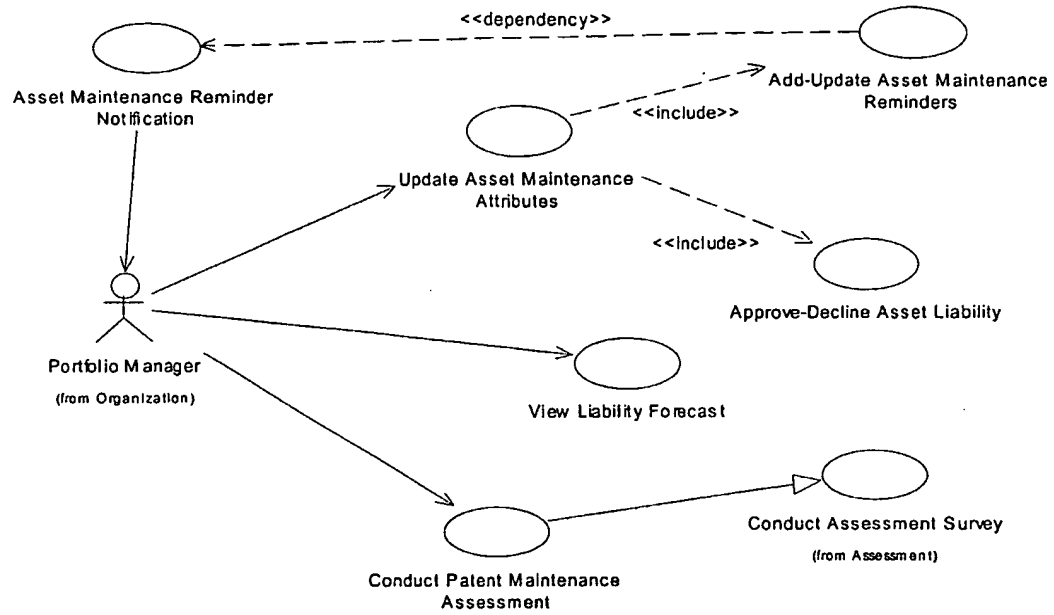 <<dependency>>
Asset Maintenance Reminder
Notification
Add-Update Asset Maintenance
Reminders
<<include>>
Update Asset Maintenance
Attributes
<<include>>
Approve-Decline Asset Liability
Portfolio Manager
(from Organization)
View Liability Forecast
Conduct Assessment Survey
(from Assessment)
Conduct Patent Maintenance
Assessment